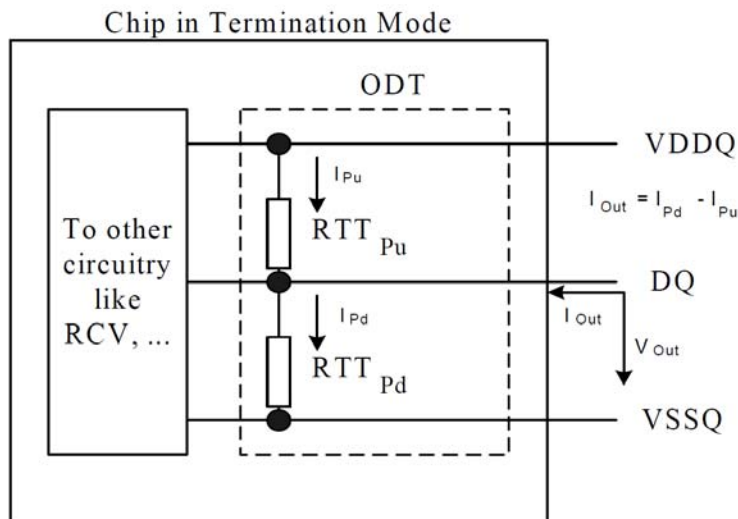 Chip in Termination Mode
ODT
VDDQ
I Pu
I Out = I Pd - I Pu
To other
circuitry
like
RCV, ...
RTT Pu
DQ
I Out
I Pd
V Out
RTT Pd
VSSQ